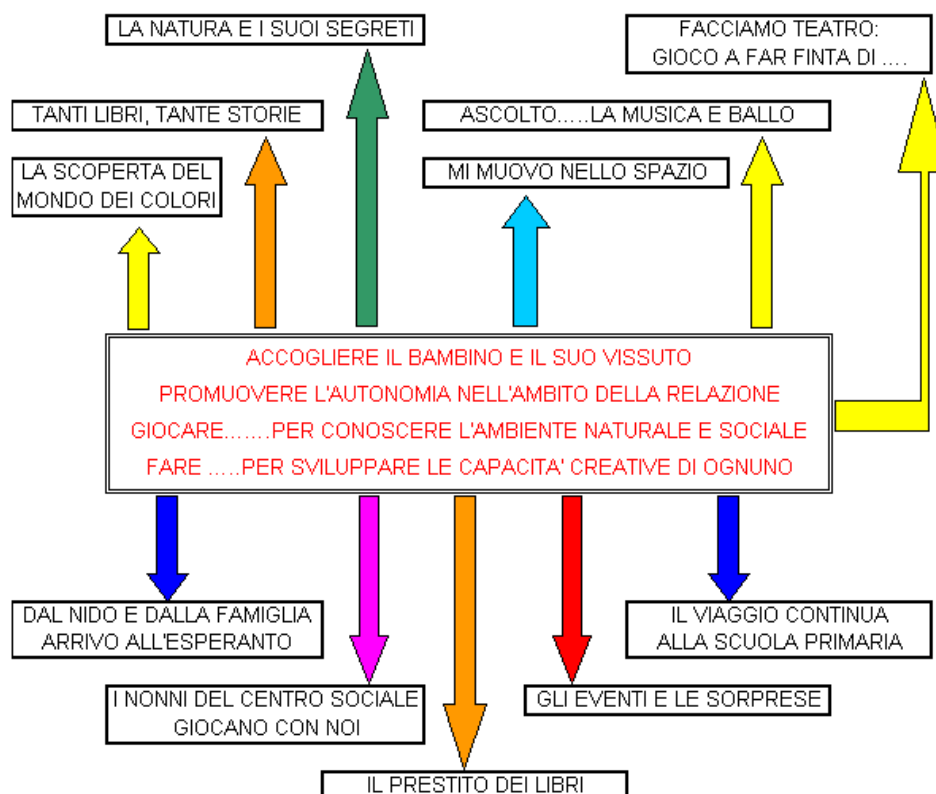 LA NATURA E I SUOI SEGRETI
FACCIAMO TEATRO:
GIOCO A FAR FINTA DI ....
TANTI LIBRI, TANTE STORIE
ASCOLTO.....LA MUSICA E BALLO
LA SCOPERTA DEL
MONDO DEI COLORI
MI MUOVO NELLO SPAZIO
ACCOGLIERE IL BAMBINO E IL SUO VISSUTO
PROMUOVERE L'AUTONOMIA NELL'AMBITO DELLA RELAZIONE
GIOCARE.......PER CONOSCERE L'AMBIENTE NATURALE E SOCIALE
FARE .....PER SVILUPPARE LE CAPACITA' CREATIVE DI OGNUNO
DAL NIDO E DALLA FAMIGLIA
ARRIVO ALL'ESPERANTO
IL VIAGGIO CONTINUA
ALLA SCUOLA PRIMARIA
I NONNI DEL CENTRO SOCIALE
GIOCANO CON NOI
GLI EVENTI E LE SORPRESE
IL PRESTITO DEI LIBRI